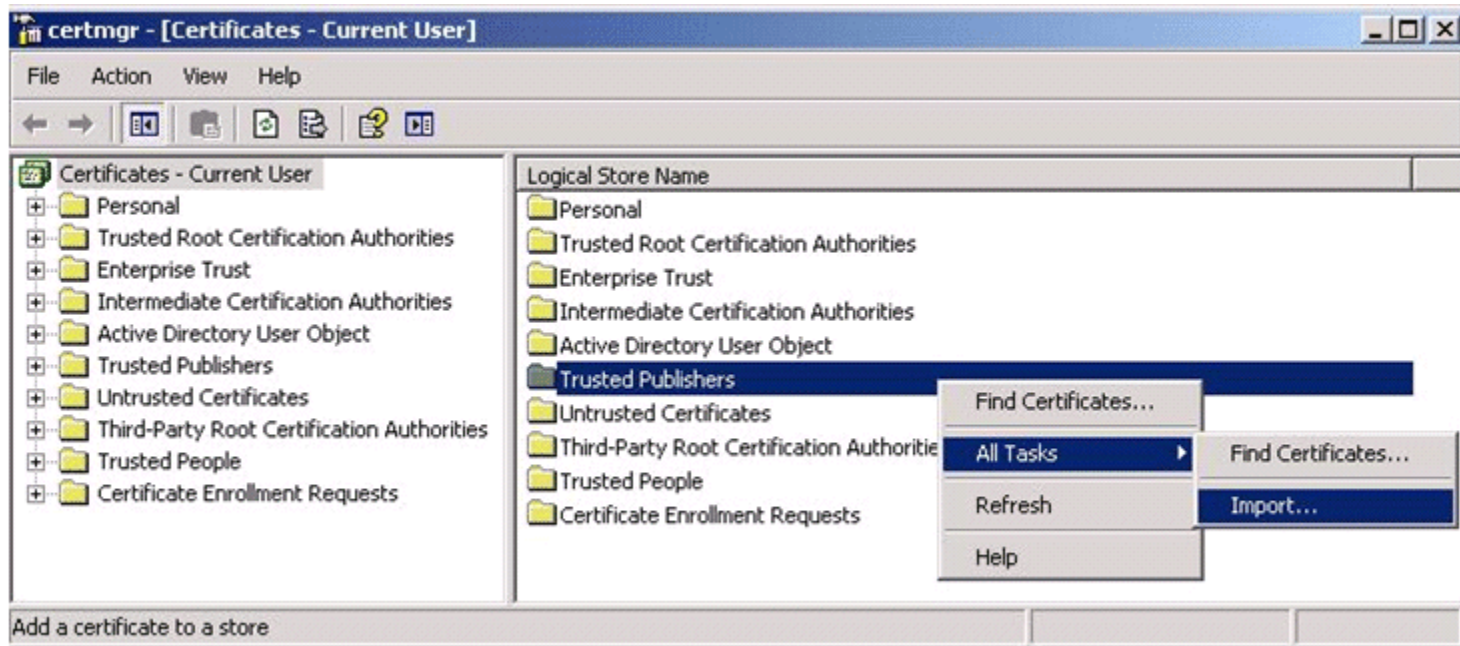 certmgr - [Certificates - Current User]
File Action View Help
Certificates - Current User
Personal
Trusted Root Certification Authorities
Enterprise Trust
Intermediate Certification Authorities
Active Directory User Object
Trusted Publishers
Untrusted Certificates
Third-Party Root Certification Authorities
Trusted People
Certificate Enrollment Requests
Logical Store Name
Personal
Trusted Root Certification Authorities
Enterprise Trust
Intermediate Certification Authorities
Active Directory User Object
Trusted Publishers
Untrusted Certificates
Third-Party Root Certification Authoritie
Trusted People
Certificate Enrollment Requests
Find Certificates...
All Tasks
Refresh
Help
Find Certificates...
Import...
Add a certificate to a store